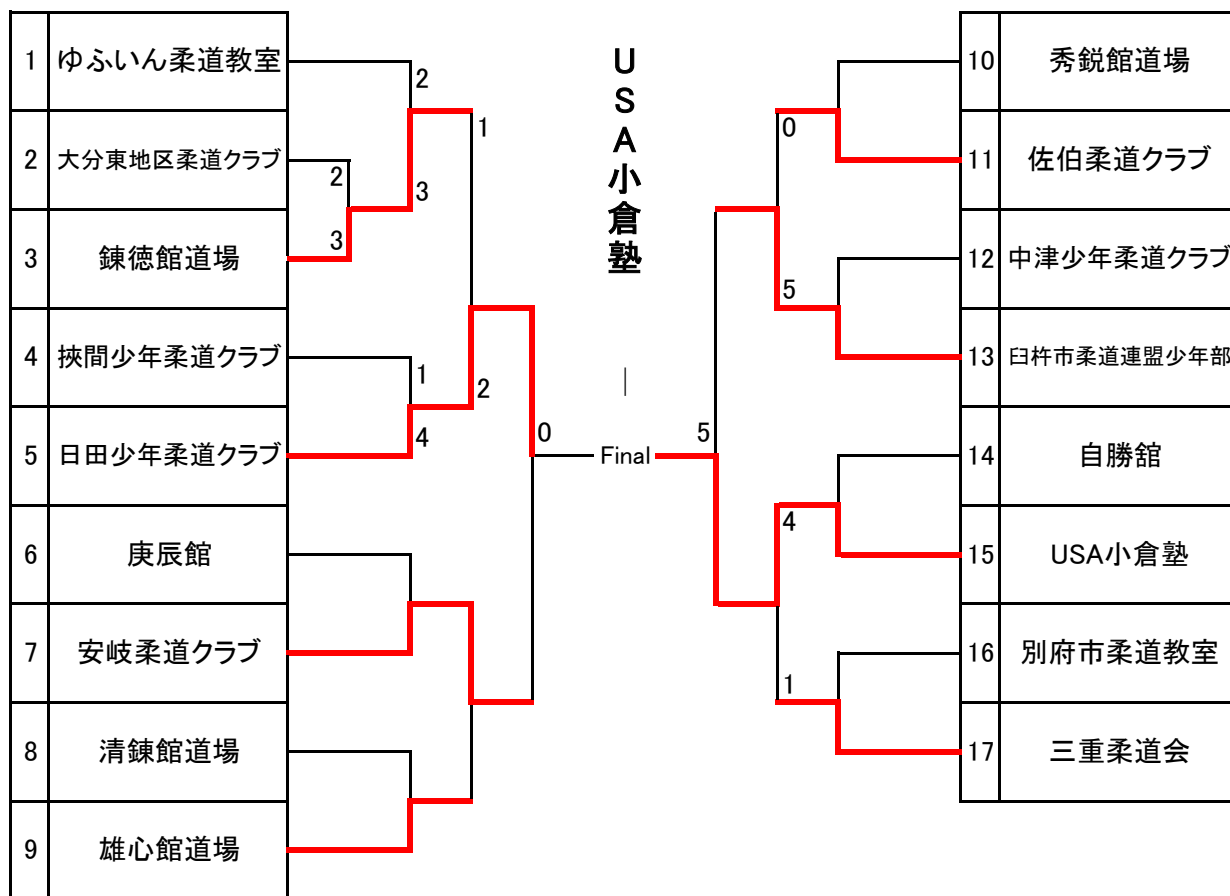 1 ゆふいん柔道教室
2 大分東地区柔道クラブ
3 錬徳館道場
4 挾間少年柔道クラブ
5 日田少年柔道クラブ
6 庚辰館
7 安岐柔道クラブ
8 清錬館道場
9 雄心館道場
2
2
3
3
1
1
4
2
0
USA小倉塾
｜
Final
5
0
5
4
1
10 秀鋭館道場
11 佐伯柔道クラブ
12 中津少年柔道クラブ
13 臼杵市柔道連盟少年部
14 自勝舘
15 USA小倉塾
16 別府市柔道教室
17 三重柔道会